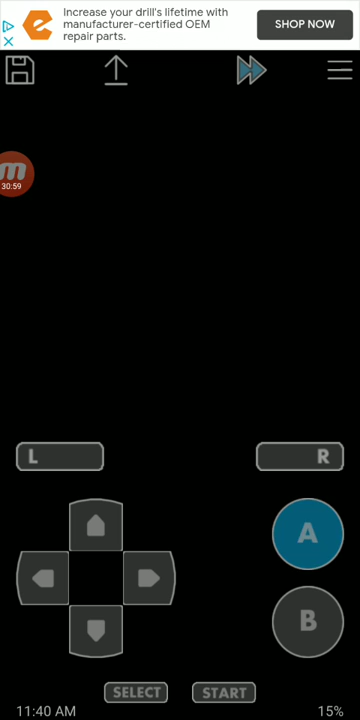 Increase your drill's lifetime with
manufacturer-certified OEM
repair parts.
SHOP NOW
30:59
L
R
A
B
SELECT
START
11:40 AM
15%